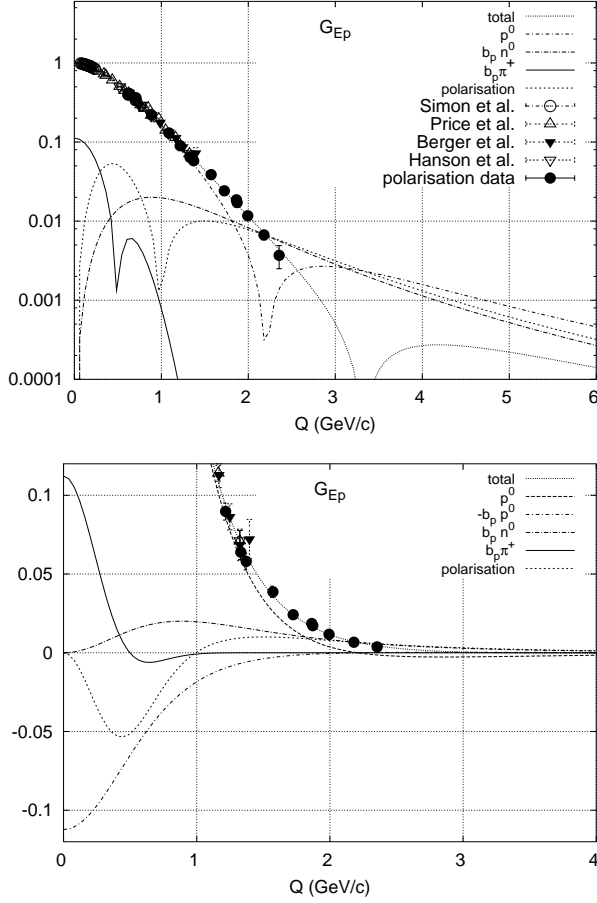 G_Ep
total
p^0
b_p n^0
b_p π^+
polarisation
Simon et al.
Price et al.
Berger et al.
Hanson et al.
polarisation data
1
0.1
0.01
0.001
0.0001
0 1 2 3 4 5 6
Q (GeV/c)
G_Ep
total
p^0
-b_p p^0
b_p n^0
b_p π^+
polarisation
0.1
0.05
0
-0.05
-0.1
0 1 2 3 4
Q (GeV/c)